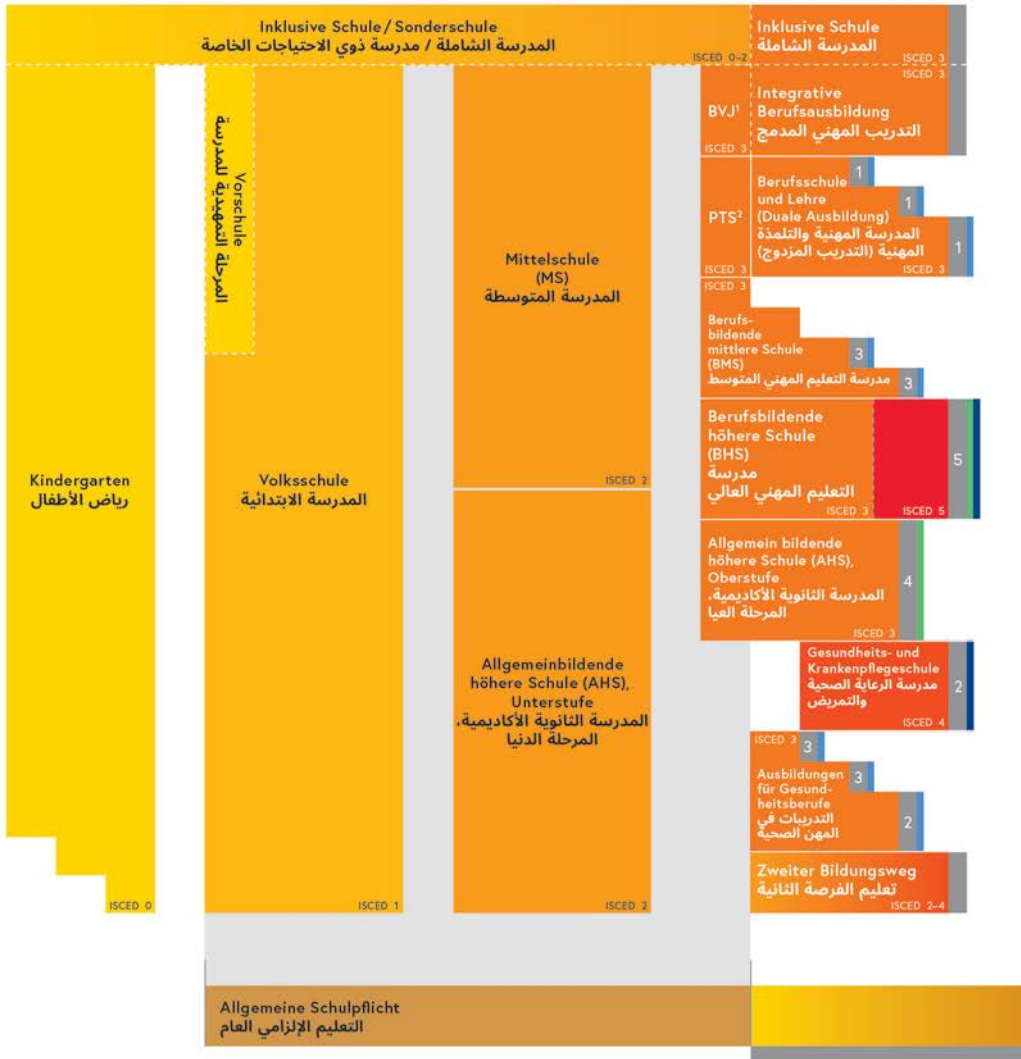 Inklusive Schule / Sonderschule
المدرسة الشاملة / مدرسة ذوي الاحتياجات الخاصة
ISCED 0–2
Inklusive Schule
المدرسة الشاملة
ISCED 3
ISCED 3
BVJ¹
ISCED 3
Integrative
Berufsausbildung
التدريب المهني المدمج
Vorschule
المرحلة التمهيدية للمدرسة
PTS²
ISCED 3
Berufsschule
und Lehre
(Duale Ausbildung)
المدرسة المهنية والتلمذة
المهنية (التدريب المزدوج)
ISCED 3
1
1
1
Mittelschule
(MS)
المدرسة المتوسطة
ISCED 2
ISCED 3
Berufs-
bildende
mittlere Schule
(BMS)
مدرسة التعليم المهني المتوسط
3
3
Berufsbildende
höhere Schule
(BHS)
مدرسة
التعليم المهني العالي
ISCED 3
ISCED 5
5
Kindergarten
رياض الأطفال
ISCED 0
Volksschule
المدرسة الابتدائية
ISCED 1
Allgemein bildende
höhere Schule (AHS),
Oberstufe
المدرسة الثانوية الأكاديمية،
المرحلة العيا
ISCED 3
4
Allgemeinbildende
höhere Schule (AHS),
Unterstufe
المدرسة الثانوية الأكاديمية،
المرحلة الدنيا
ISCED 2
Gesundheits- und
Krankenpflegeschule
مدرسة الرعاية الصحية
والتمريض
ISCED 4
2
ISCED 3
Ausbildungen
für Gesund-
heitsberufe
التدريبات في
المهن الصحية
3
3
2
Zweiter Bildungsweg
تعليم الفرصة الثانية
ISCED 2–4
Allgemeine Schulpflicht
التعليم الإلزامي العام